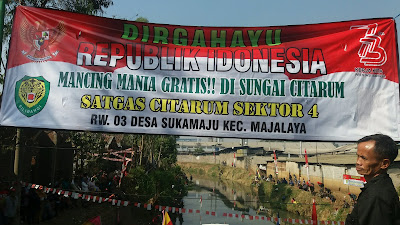 DIRGAHAYU
REPUBLIK INDONESIA
73
MANCING MANIA GRATIS!! DI SUNGAI CITARUM
SATGAS CITARUM SEKTOR 4
RW. 03 DESA SUKAMAJU KEC. MAJALAYA